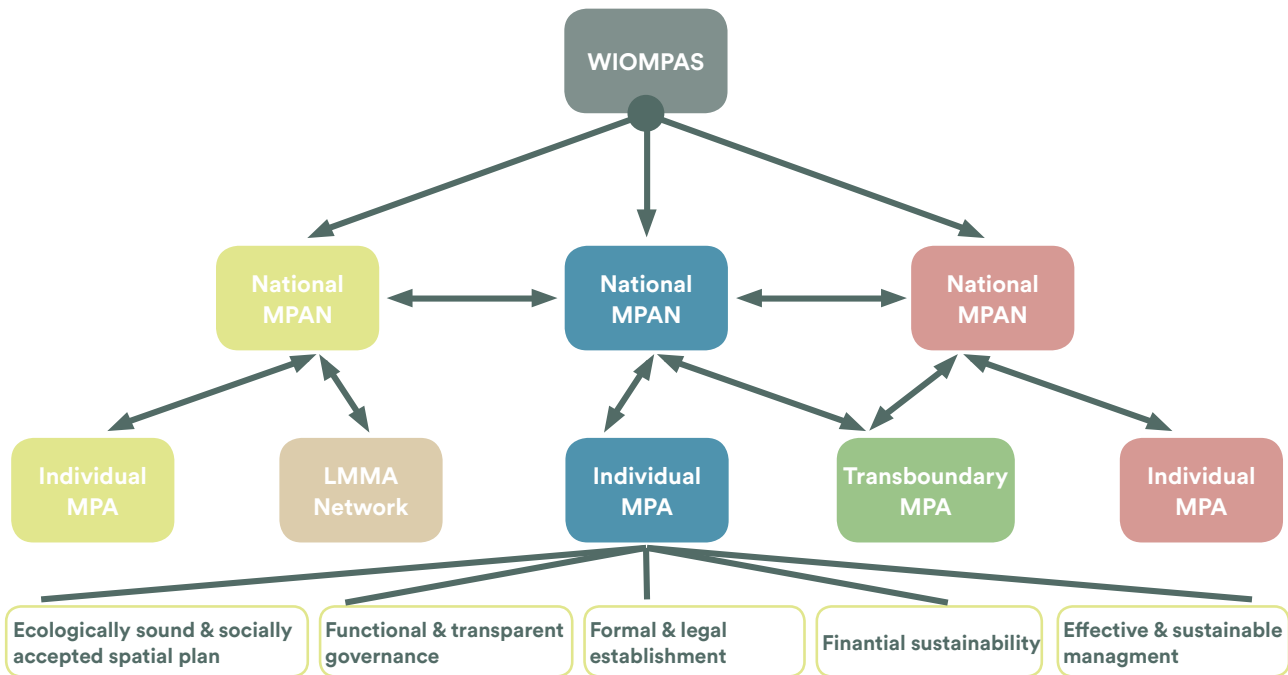 WIOMPAS
National
MPAN
National
MPAN
National
MPAN
Individual
MPA
LMMA
Network
Individual
MPA
Transboundary
MPA
Individual
MPA
Ecologically sound & socially
accepted spatial plan
Functional & transparent
governance
Formal & legal
establishment
Finantial sustainability
Effective & sustainable
managment